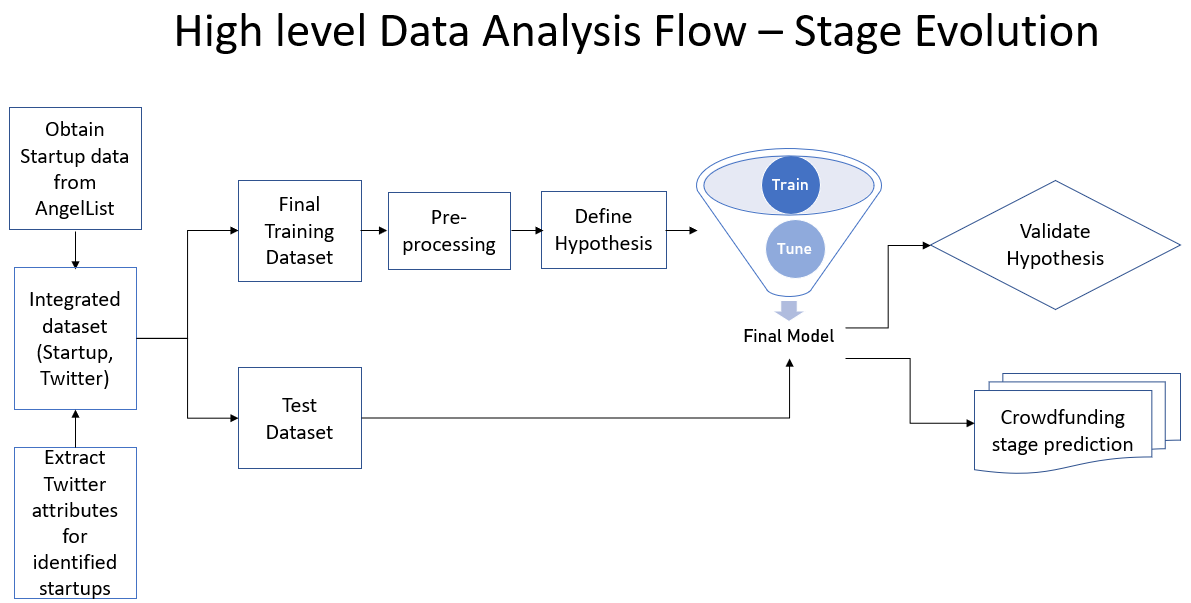 High level Data Analysis Flow – Stage Evolution
Obtain
Startup data
from
AngelList
Integrated
dataset
(Startup,
Twitter)
Extract
Twitter
attributes
for
identified
startups
Final
Training
Dataset
Pre-
processing
Define
Hypothesis
Train
Tune
Final Model
Test
Dataset
Validate
Hypothesis
Crowdfunding
stage prediction